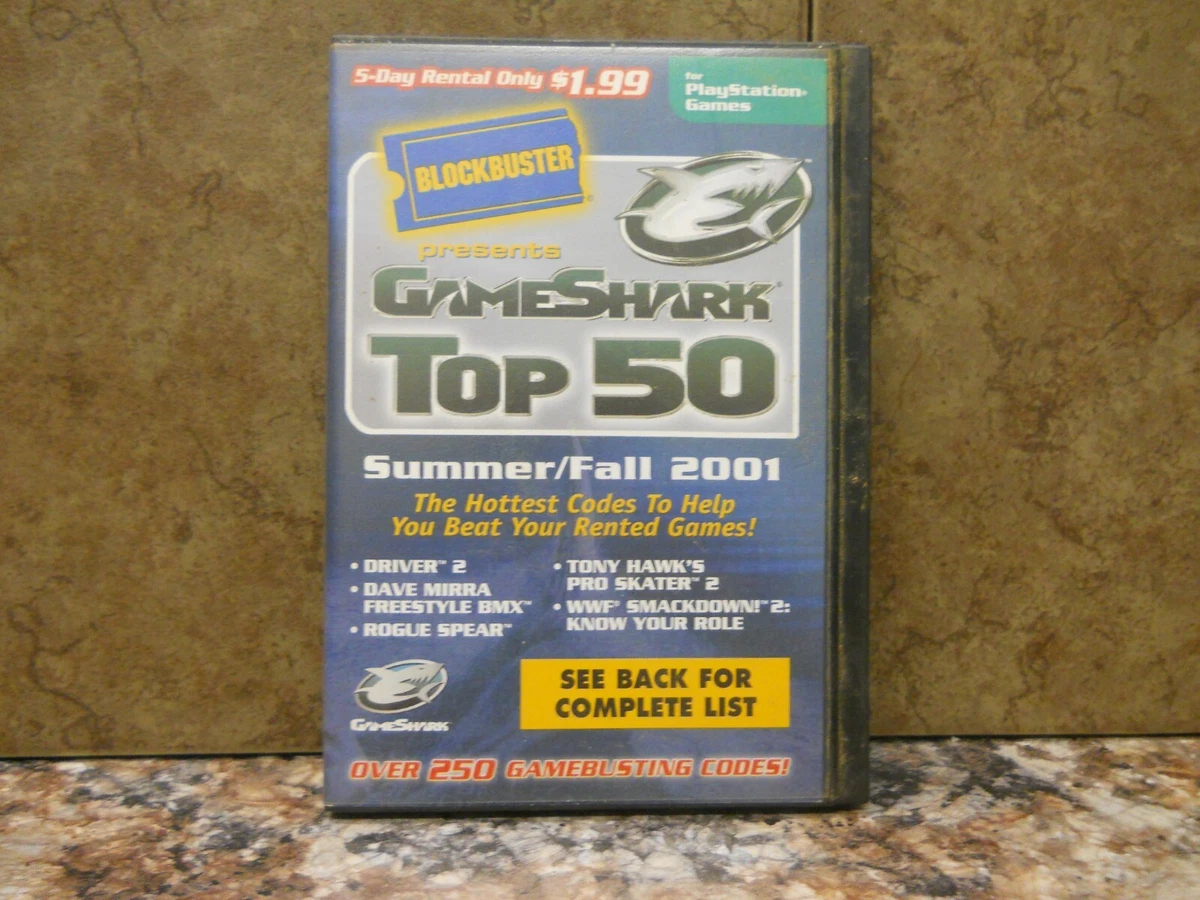 5-Day Rental Only $1.99
for
PlayStation®
Games
BLOCKBUSTER®
presents
GAMESHARK®
TOP 50
Summer/Fall 2001
The Hottest Codes To Help
You Beat Your Rented Games!
• DRIVER™ 2
• DAVE MIRRA
FREESTYLE BMX™
• ROGUE SPEAR™
• TONY HAWK'S
PRO SKATER™ 2
• WWF® SMACKDOWN!™ 2:
KNOW YOUR ROLE
GAMESHARK
SEE BACK FOR
COMPLETE LIST
OVER 250 GAMEBUSTING CODES!